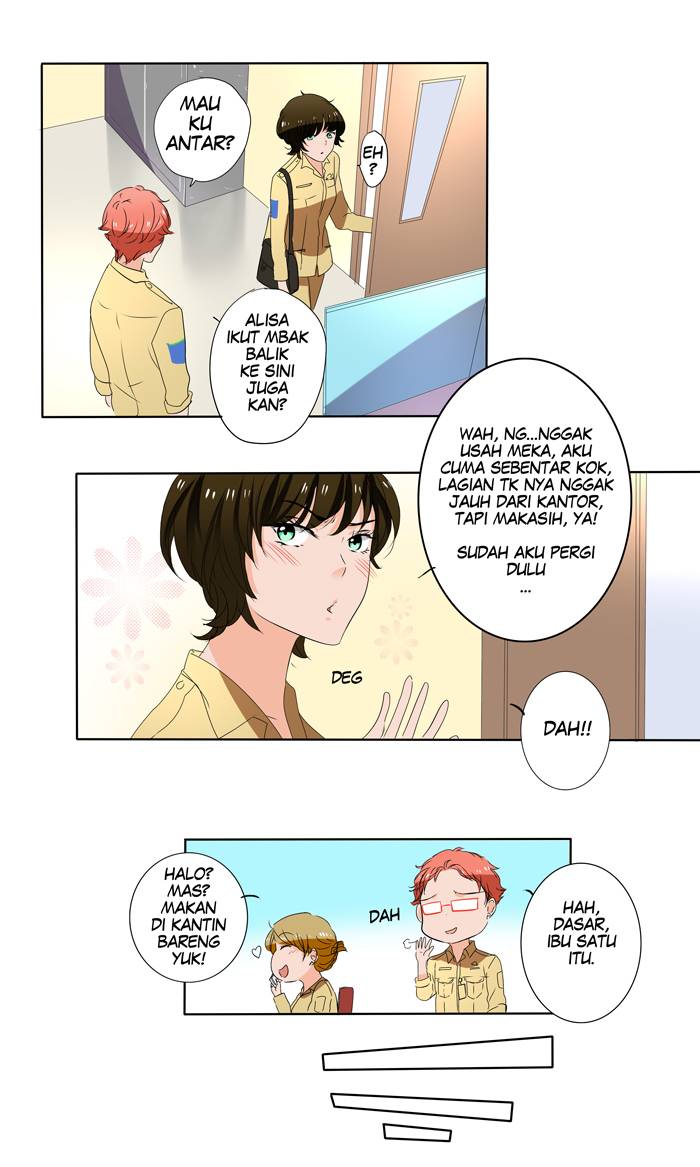 MAU
KU
ANTAR?
EH
?
ALISA
IKUT MBAK
BALIK
KE SINI
JUGA
KAN?
WAH, NG...NGGAK
USAH MEKA, AKU
CUMA SEBENTAR KOK,
LAGIAN TK NYA NGGAK
JAUH DARI KANTOR,
TAPI MAKASIH, YA!
SUDAH AKU PERGI
DULU
...
DEG
DAH!!
HALO?
MAS?
MAKAN
DI KANTIN
BARENG
YUK!
DAH
HAH,
DASAR,
IBU SATU
ITU.